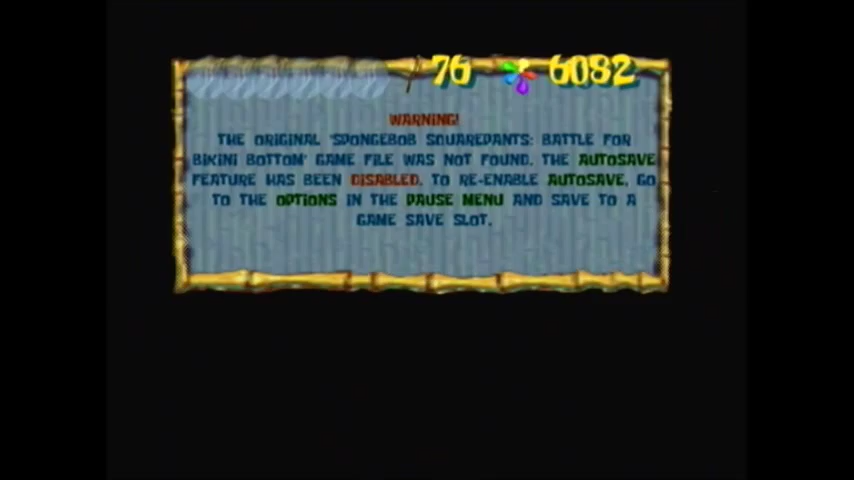 76 6082
WARNING!
THE ORIGINAL "SPONGEBOB SQUAREPANTS: BATTLE FOR
BIKINI BOTTOM" GAME FILE WAS NOT FOUND. THE AUTOSAVE
FEATURE HAS BEEN DISABLED. TO RE-ENABLE AUTOSAVE, GO
TO THE OPTIONS IN THE PAUSE MENU AND SAVE TO A
GAME SAVE SLOT.